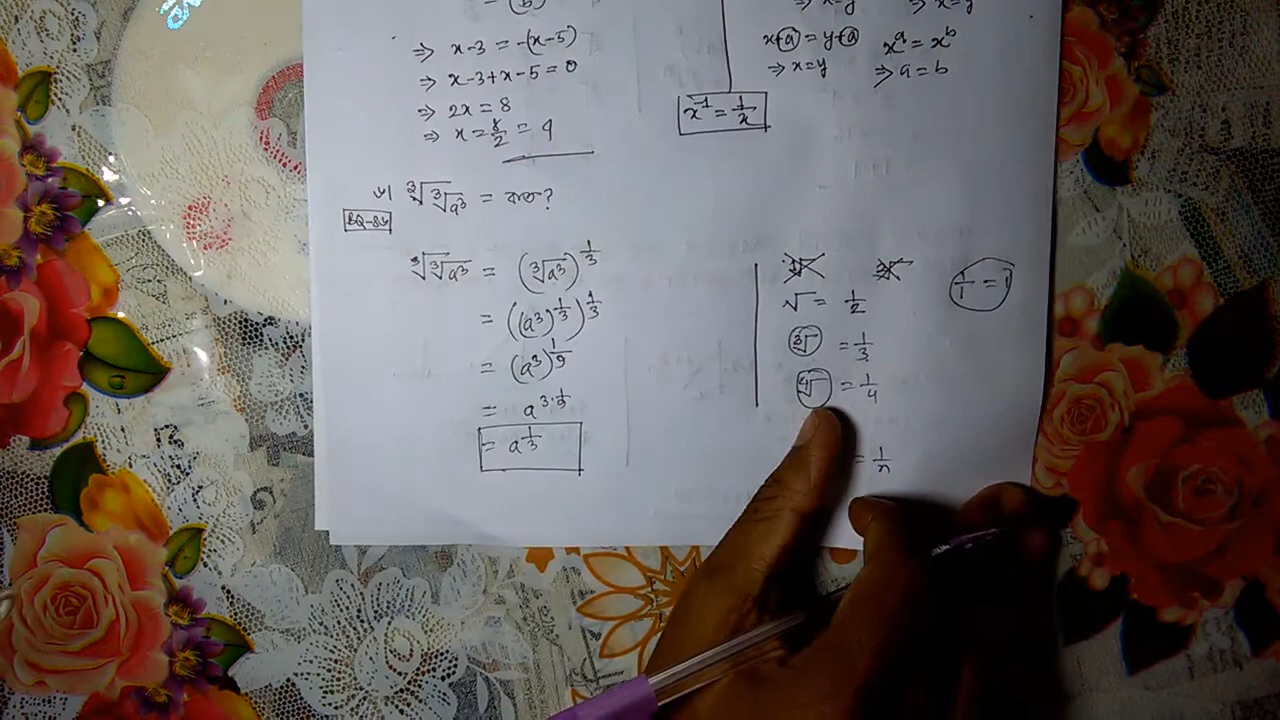 ⇒ x-3 = -(x-5)
⇒ x-3+x-5 = 0
⇒ 2x = 8
⇒ x = 8/2 = 4
⇒ x=y ⇒ x=y
x+a = y+a x^a = x^b
⇒ x=y ⇒ a=b
x^-1 = 1/x
৬| ∛∛a³ = কত?
∛∛a³ = (∛a³)^1/3
= ((a³)^1/3)^1/3
= (a³)^1/9
= a^3·1/9
= a^1/3
√ = 1/2
∛ = 1/3
∜ = 1/4
= 1/n
1/1 = 1